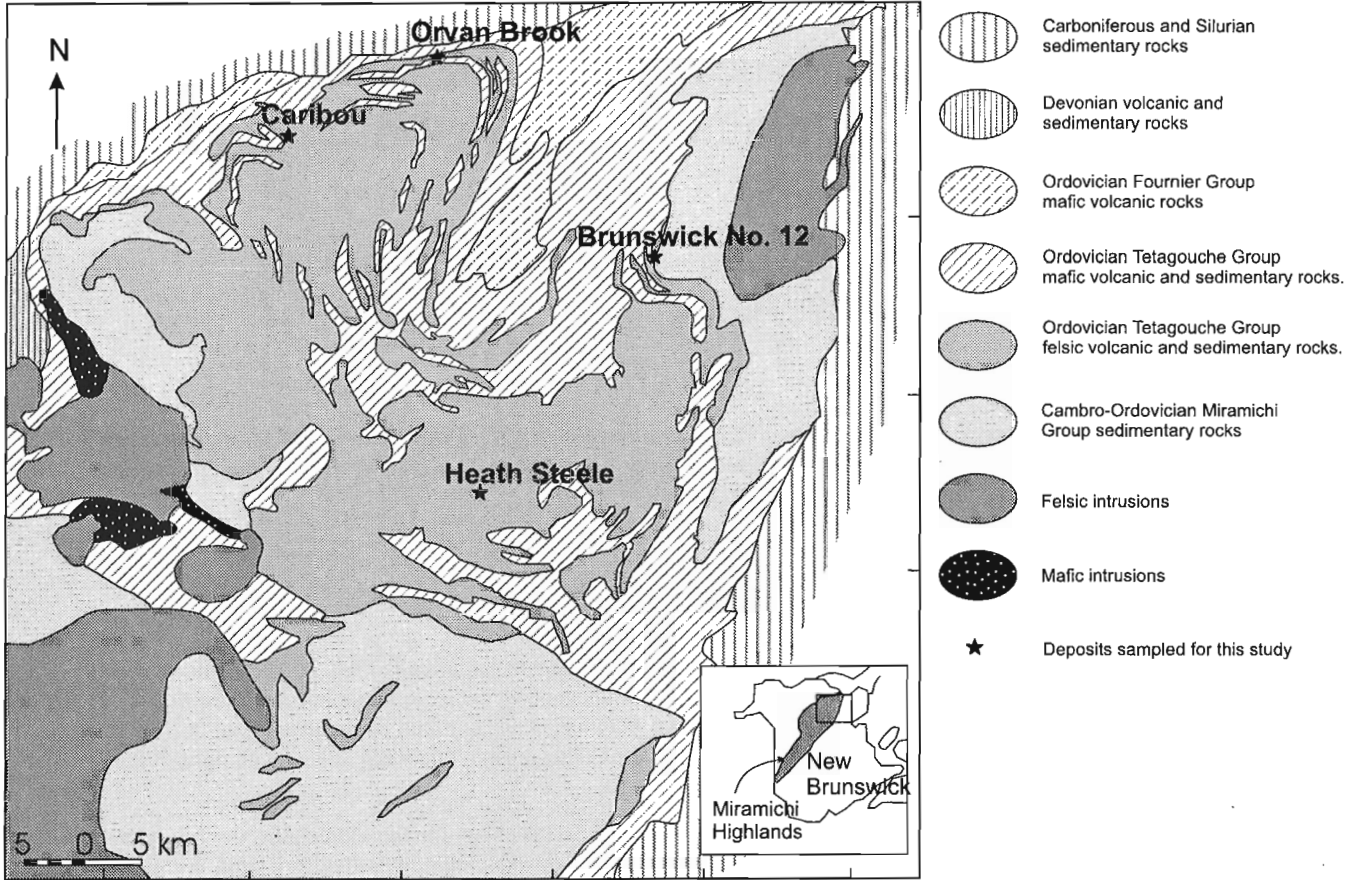 Orvan Brook
N
Caribou
Brunswick No. 12
Heath Steele
New
Brunswick
Miramichi
Highlands
5 0 5 km
Carboniferous and Silurian
sedimentary rocks
Devonian volcanic and
sedimentary rocks
Ordovician Fournier Group
mafic volcanic rocks
Ordovician Tetagouche Group
mafic volcanic and sedimentary rocks.
Ordovician Tetagouche Group
felsic volcanic and sedimentary rocks.
Cambro-Ordovician Miramichi
Group sedimentary rocks
Felsic intrusions
Mafic intrusions
Deposits sampled for this study